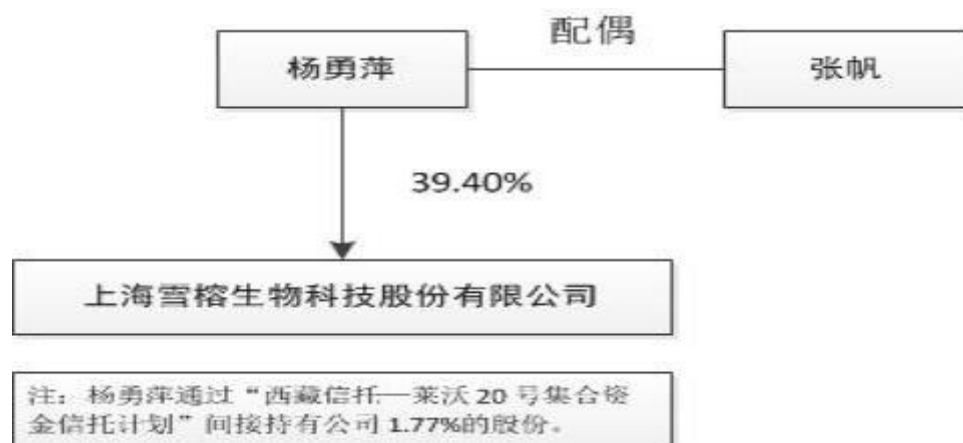 配偶
杨勇萍
张帆
39.40%
上海雪榕生物科技股份有限公司
注：杨勇萍通过“西藏信托—莱沃 20 号集合资
金信托计划”间接持有公司 1.77%的股份。